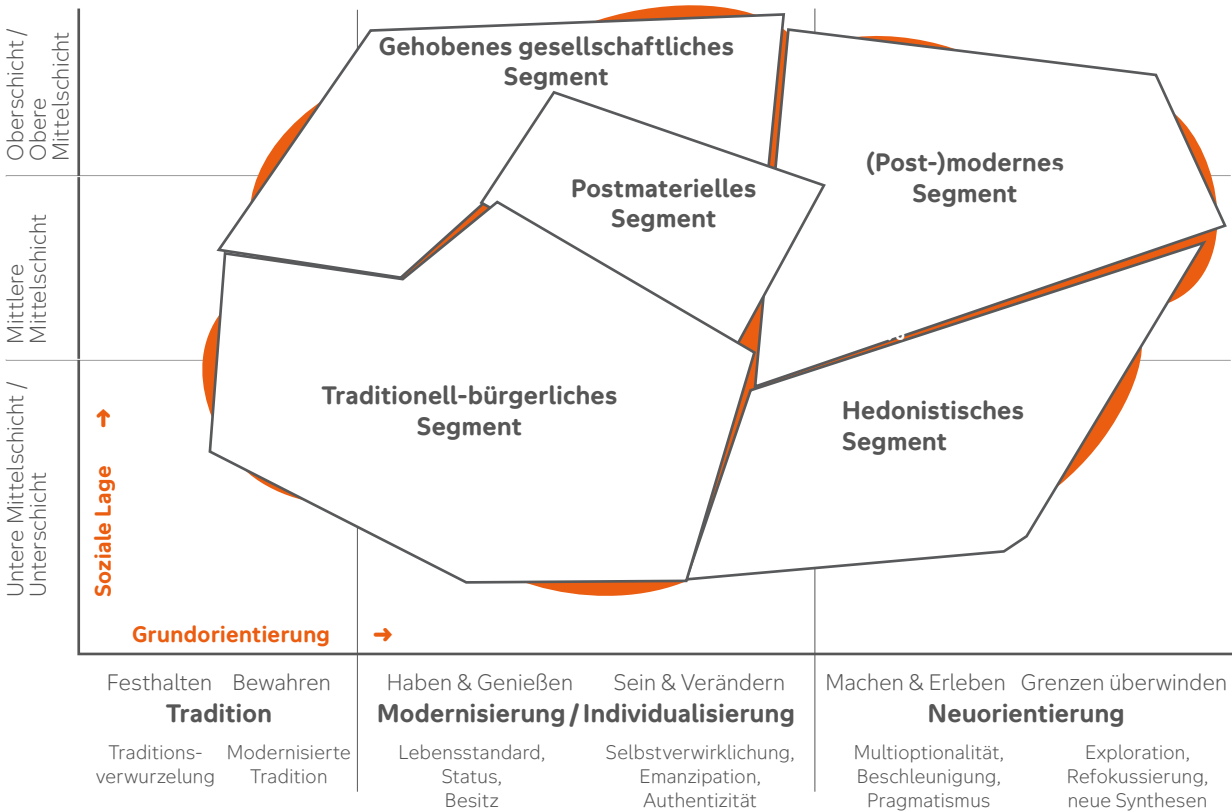 Oberschicht /
Obere
Mittelschicht
Mittlere
Mittelschicht
Untere Mittelschicht /
Unterschicht
Soziale Lage →
Gehobenes gesellschaftliches
Segment
Postmaterielles
Segment
(Post-)modernes
Segment
Traditionell-bürgerliches
Segment
Hedonistisches
Segment
Grundorientierung →
Festhalten Bewahren
Tradition
Traditions-
verwurzelung
Modernisierte
Tradition
Haben & Genießen Sein & Verändern
Modernisierung / Individualisierung
Lebensstandard,
Status,
Besitz
Selbstverwirklichung,
Emanzipation,
Authentizität
Machen & Erleben Grenzen überwinden
Neuorientierung
Multioptionalität,
Beschleunigung,
Pragmatismus
Exploration,
Refokussierung,
neue Synthesen